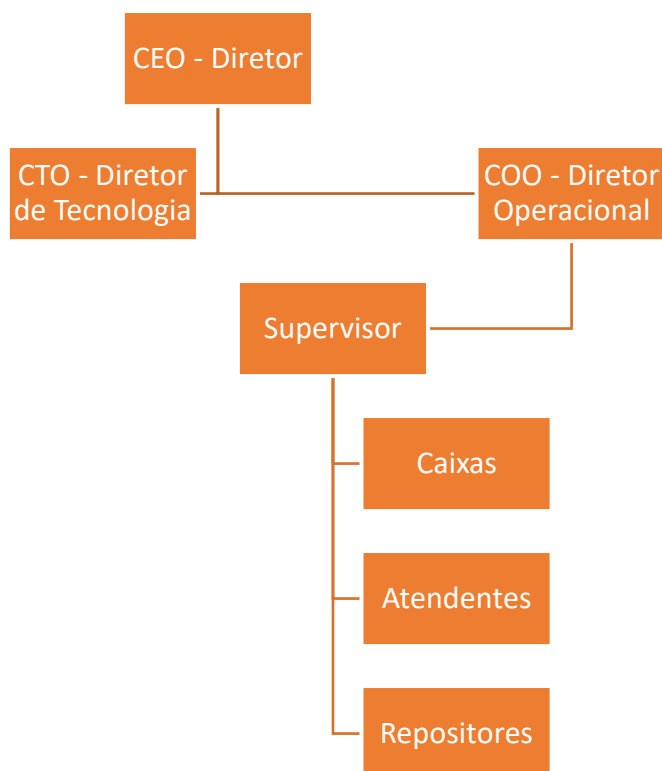 CEO - Diretor
CTO - Diretor
de Tecnologia
COO - Diretor
Operacional
Supervisor
Caixas
Atendentes
Repositores